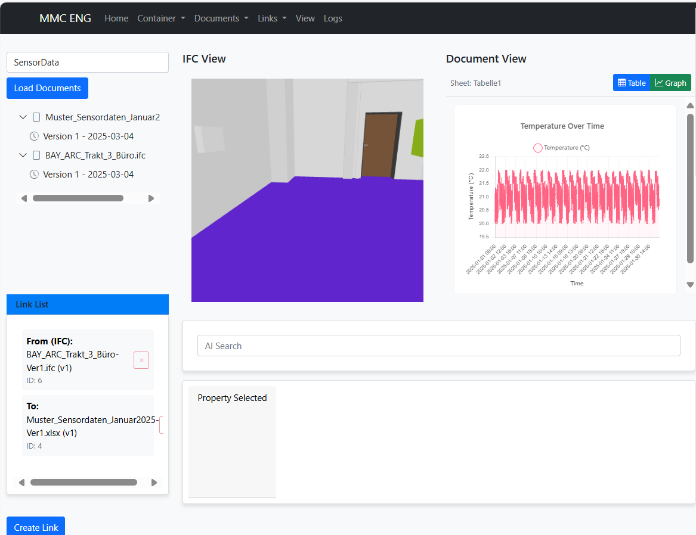 MMC ENG Home Container Documents Links View Logs
SensorData
Load Documents
Muster_Sensordaten_Januar2
Version 1 - 2025-03-04
BAY_ARC_Trakt_3_Büro.ifc
Version 1 - 2025-03-04
IFC View
Document View
Sheet: Tabelle1
Table Graph
Temperature Over Time
Temperature (°C)
Temperature (°C)
22.5
22.0
21.5
21.0
20.5
20.0
19.5
Time
Link List
From (IFC):
BAY_ARC_Trakt_3_Büro-
Ver1.ifc (v1)
ID: 6
To:
Muster_Sensordaten_Januar2025-
Ver1.xlsx (v1)
ID: 4
Create Link
AI Search
Property Selected